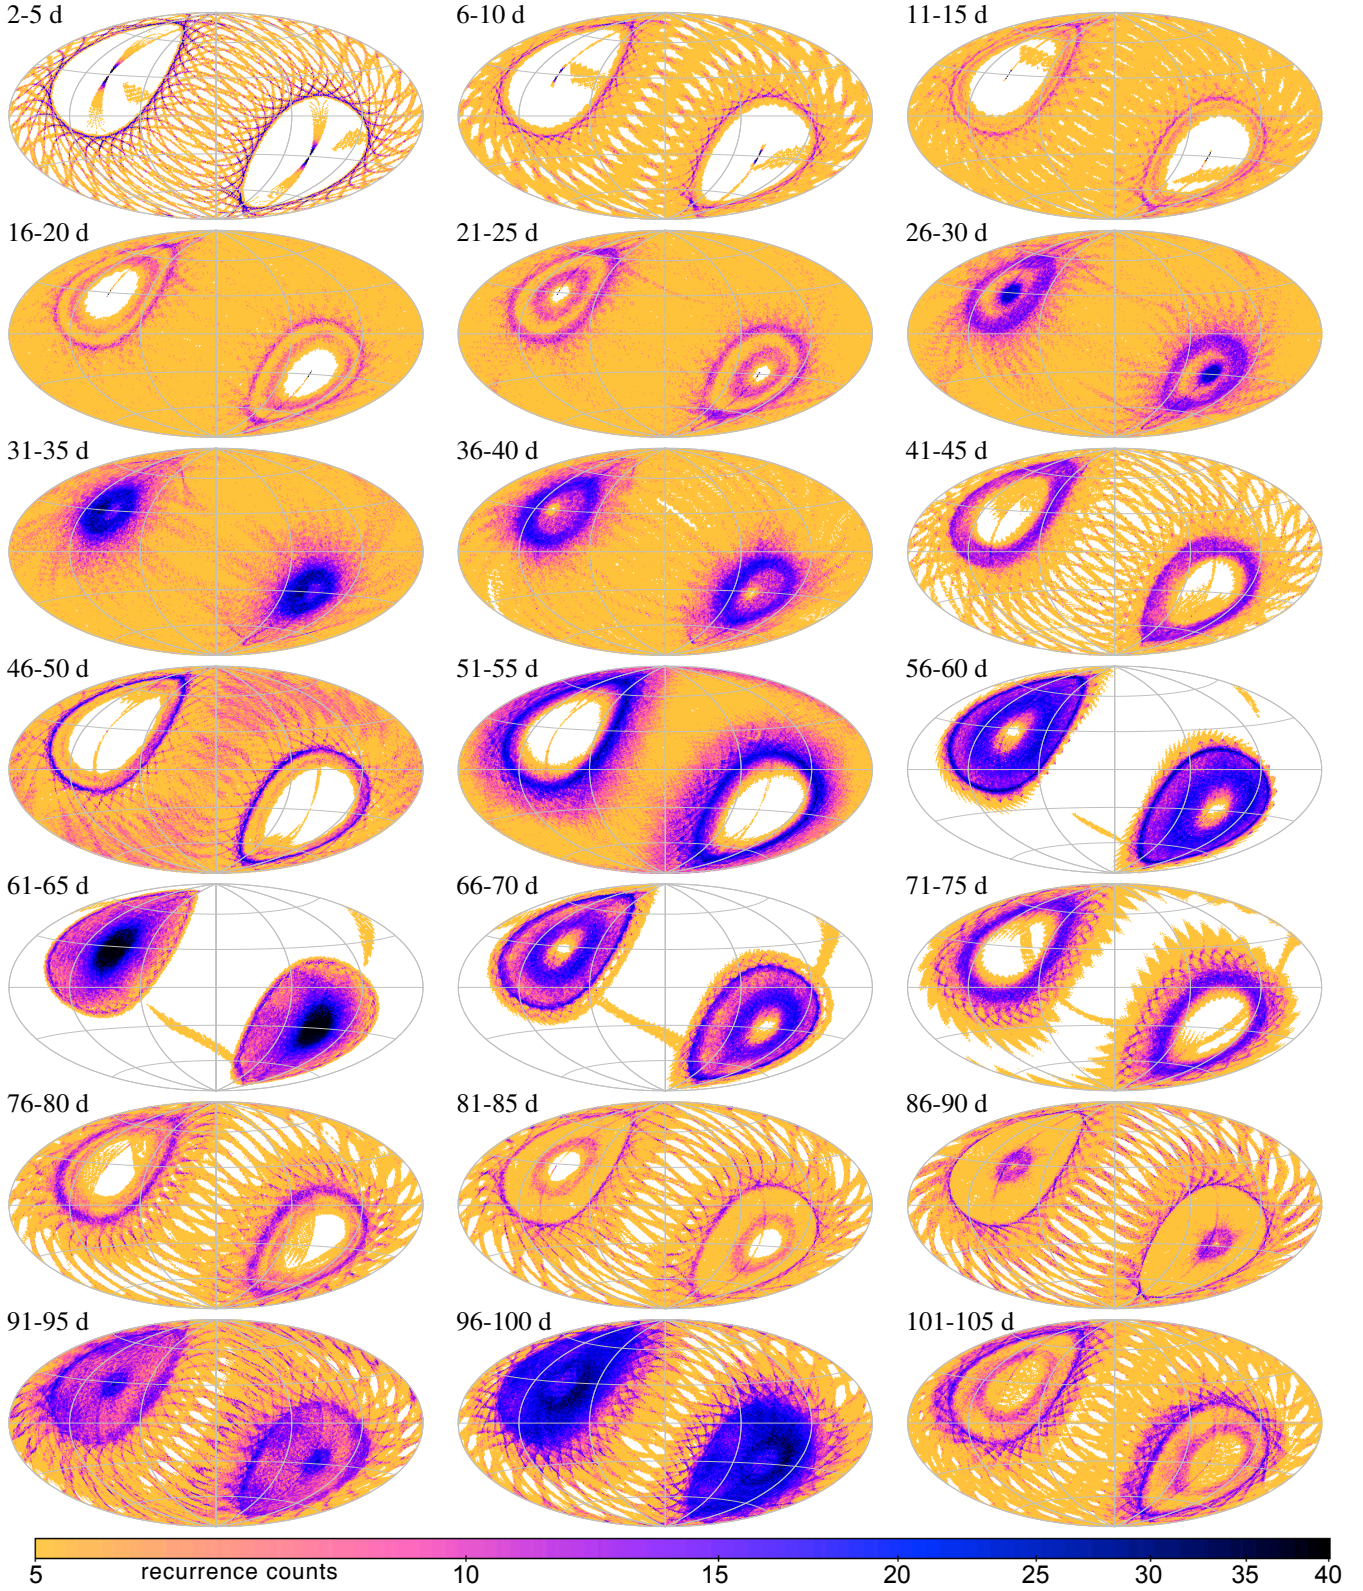 2-5 d
6-10 d
11-15 d
16-20 d
21-25 d
26-30 d
31-35 d
36-40 d
41-45 d
46-50 d
51-55 d
56-60 d
61-65 d
66-70 d
71-75 d
76-80 d
81-85 d
86-90 d
91-95 d
96-100 d
101-105 d
5 recurrence counts 10 15 20 25 30 35 40